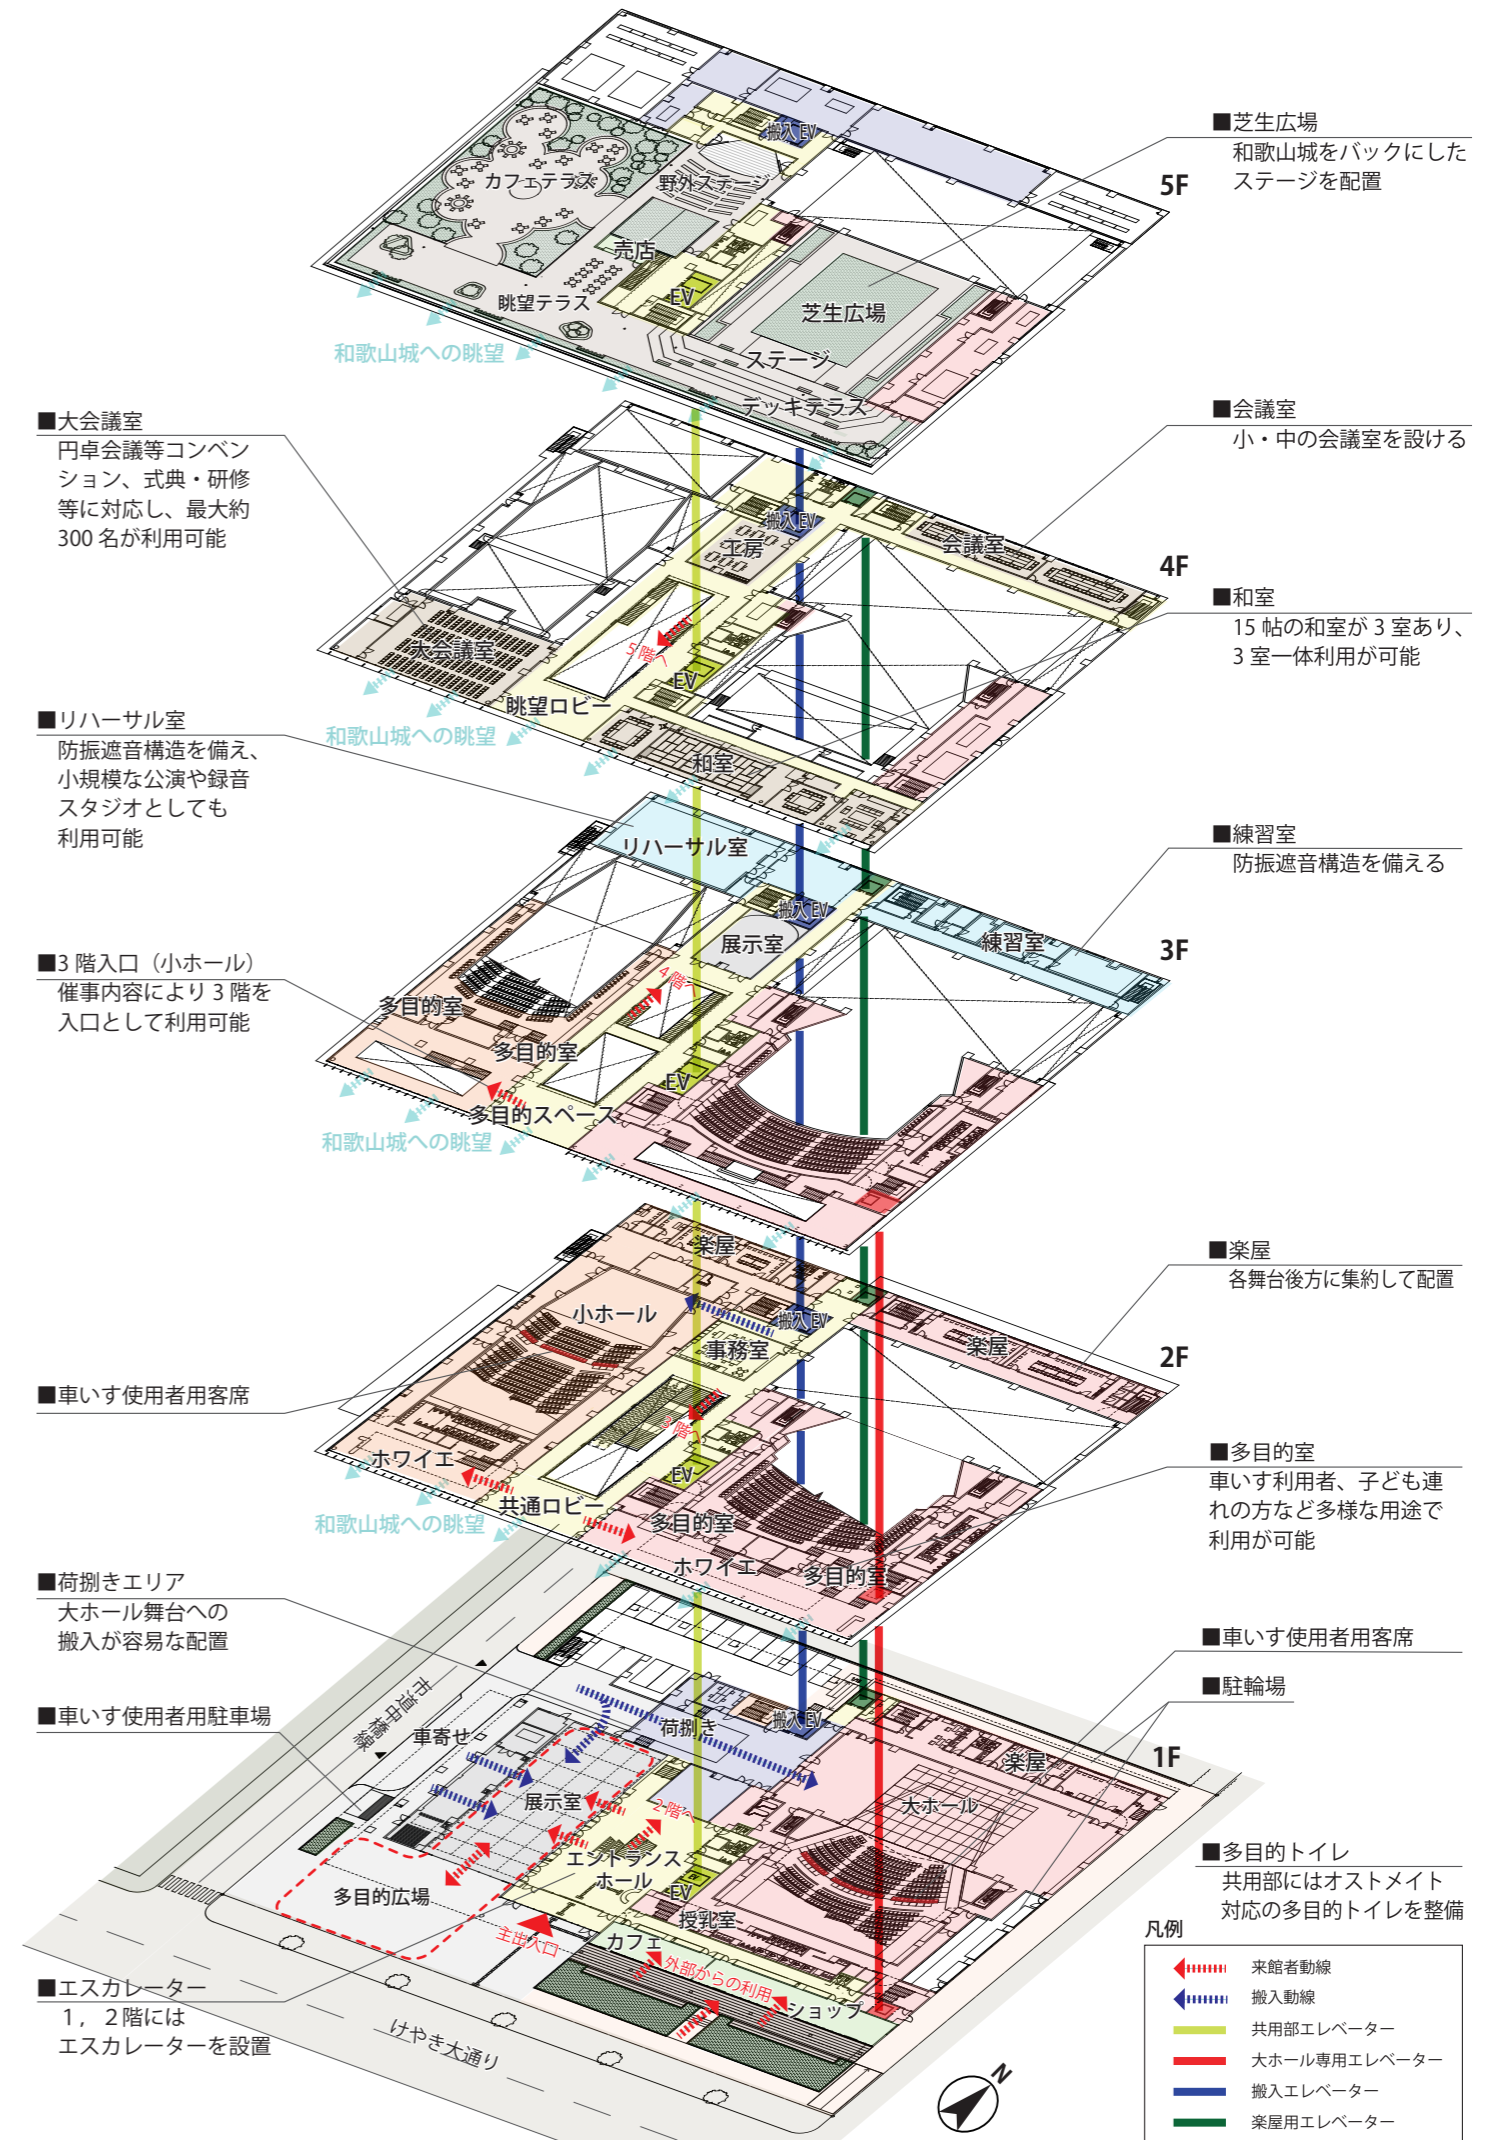 搬入EV
カフェテラス
野外ステージ
売店
EV
眺望テラス
芝生広場
ステージ
デッキテラス
和歌山城への眺望
5F
■芝生広場
和歌山城をバックにした
ステージを配置
■大会議室
円卓会議等コンベン
ション、式典・研修
等に対応し、最大約
300 名が利用可能
搬入EV
工房
会議室
大会議室
5 階へ
EV
眺望ロビー
和室
和歌山城への眺望
4F
■会議室
小・中の会議室を設ける
■和室
15 帖の和室が 3 室あり、
3 室一体利用が可能
■リハーサル室
防振遮音構造を備え、
小規模な公演や録音
スタジオとしても
利用可能
リハーサル室
搬入EV
展示室
練習室
4 階へ
多目的室
多目的室
EV
多目的スペース
和歌山城への眺望
3F
■練習室
防振遮音構造を備える
■3 階入口（小ホール）
催事内容により 3 階を
入口として利用可能
楽屋
小ホール
搬入EV
事務室
楽屋
3 階へ
ホワイエ
EV
共通ロビー
多目的室
ホワイエ
多目的室
和歌山城への眺望
2F
■楽屋
各舞台後方に集約して配置
■車いす使用者用客席
■多目的室
車いす利用者、子ども連
れの方など多様な用途で
利用が可能
■荷捌きエリア
大ホール舞台への
搬入が容易な配置
■車いす使用者用駐車場
市道中橋線
車寄せ
荷捌き
搬入EV
楽屋
大ホール
展示室
2 階へ
エントランス
ホール
EV
多目的広場
授乳室
主出入口
カフェ
外部からの利用
ショップ
けやき大通り
1F
■車いす使用者用客席
■駐輪場
■多目的トイレ
共用部にはオストメイト
対応の多目的トイレを整備
■エスカレーター
1， 2 階には
エスカレーターを設置
N
凡例
来館者動線
搬入動線
共用部エレベーター
大ホール専用エレベーター
搬入エレベーター
楽屋用エレベーター